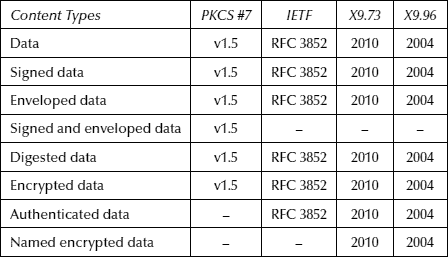 Content Types PKCS #7 IETF X9.73 X9.96
Data v1.5 RFC 3852 2010 2004
Signed data v1.5 RFC 3852 2010 2004
Enveloped data v1.5 RFC 3852 2010 2004
Signed and enveloped data v1.5 – – –
Digested data v1.5 RFC 3852 2010 2004
Encrypted data v1.5 RFC 3852 2010 2004
Authenticated data – RFC 3852 2010 2004
Named encrypted data – – 2010 2004